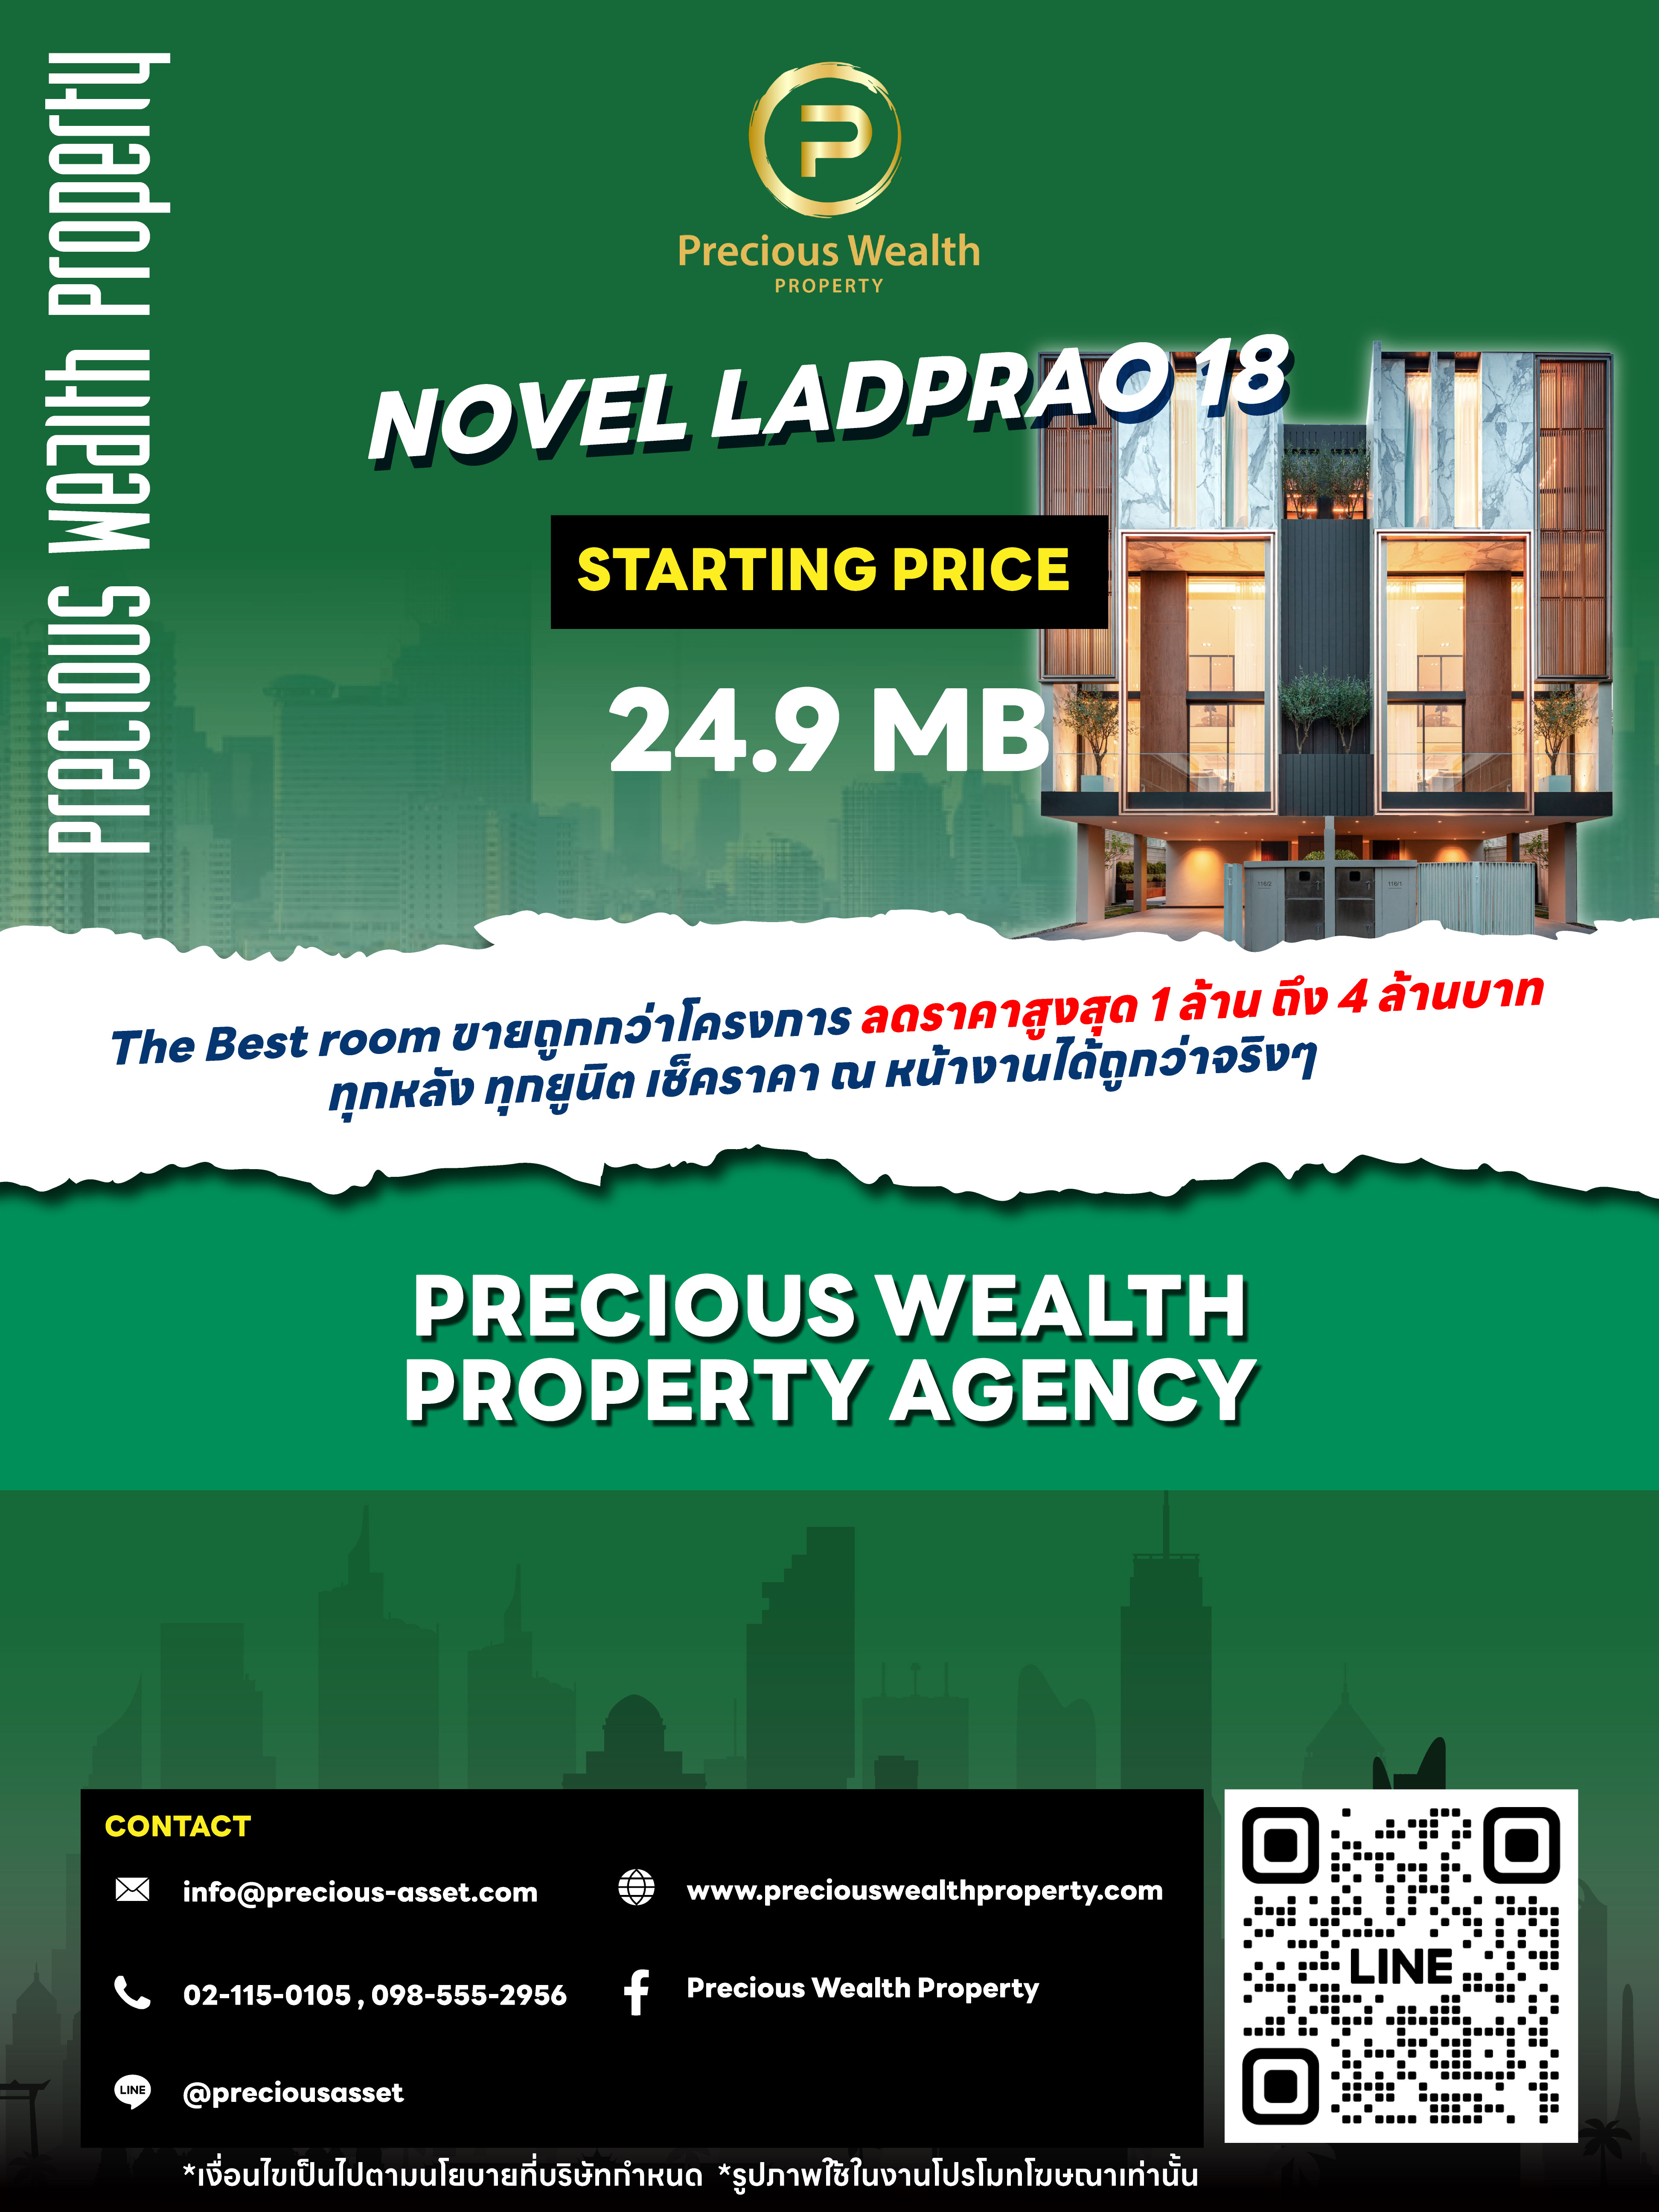 Precious Wealth Property
P
Precious Wealth
PROPERTY
NOVEL LADPRAO 18
STARTING PRICE
24.9 MB
The Best room ขายถูกกว่าโครงการ ลดราคาสูงสุด 1 ล้าน ถึง 4 ล้านบาท
ทุกหลัง ทุกยูนิต เช็คราคา ณ หน้างานได้ถูกว่าจริงๆ
PRECIOUS WEALTH
PROPERTY AGENCY
CONTACT
info@precious-asset.com
www.preciouswealthproperty.com
02-115-0105 , 098-555-2956
Precious Wealth Property
LINE
@preciousasset
LINE
*เงื่อนไขเป็นไปตามนโยบายที่บริษัทกำหนด *รูปภาพใช้ในงานโปรโมทโฆษณาเท่านั้น